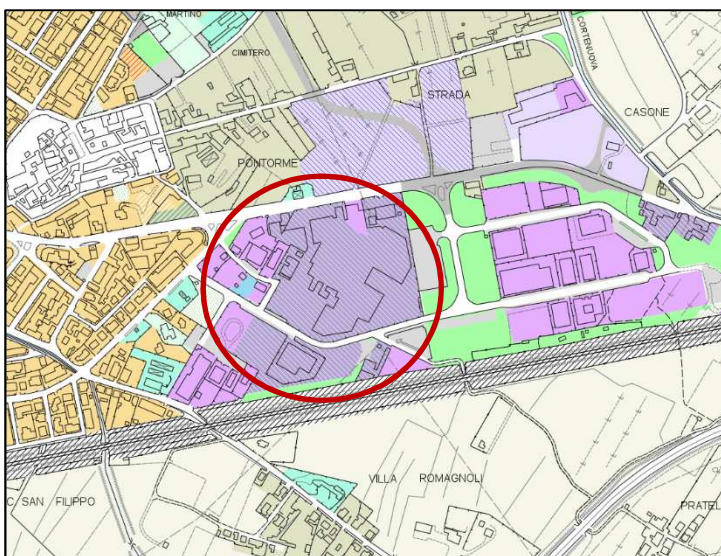 MARTINO
CIMITERO
CORTENUOVA
STRADA
CASONE
PONTORME
C SAN FILIPPO
VILLA ROMAGNOLI
PRATEL